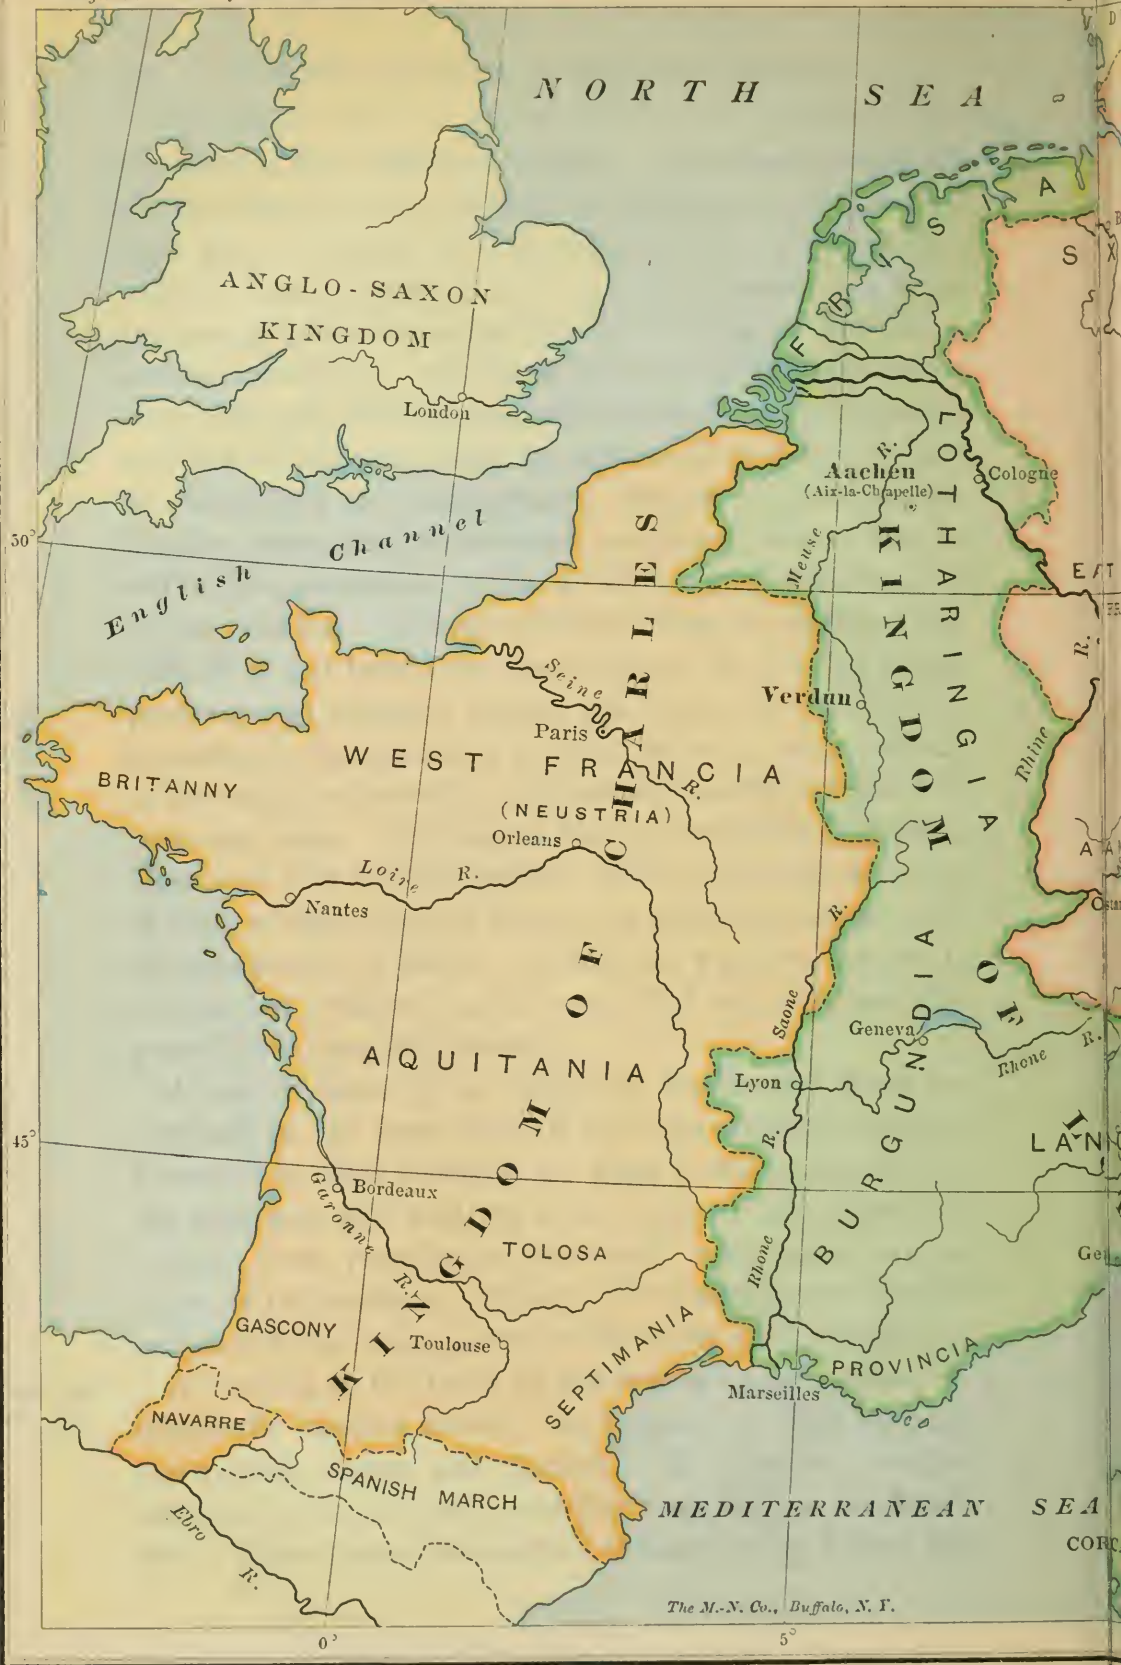 NORTH SEA
ANGLO-SAXON
KINGDOM
London
English Channel
50°
FRISIA
S
Aachen
(Aix-la-Chapelle)
Cologne
Meuse R.
LOTHARINGIA
KINGDOM OF
R.
Rhine
Verdun
Seine
R.
Paris
WEST FRANCIA
(NEUSTRIA)
BRITANNY
Orleans
Loire R.
Nantes
KINGDOM OF CHARLES
AQUITANIA
Saone
R.
Geneva
Lyon
Rhone R.
BURGUNDIA
45°
Bordeaux
Garonne R.
TOLOSA
Rhone
R.
GASCONY
Toulouse
SEPTIMANIA
PROVINCIA
Marseilles
NAVARRE
SPANISH MARCH
Ebro R.
MEDITERRANEAN SEA
The M.-N. Co., Buffalo, N. Y.
0°
5°